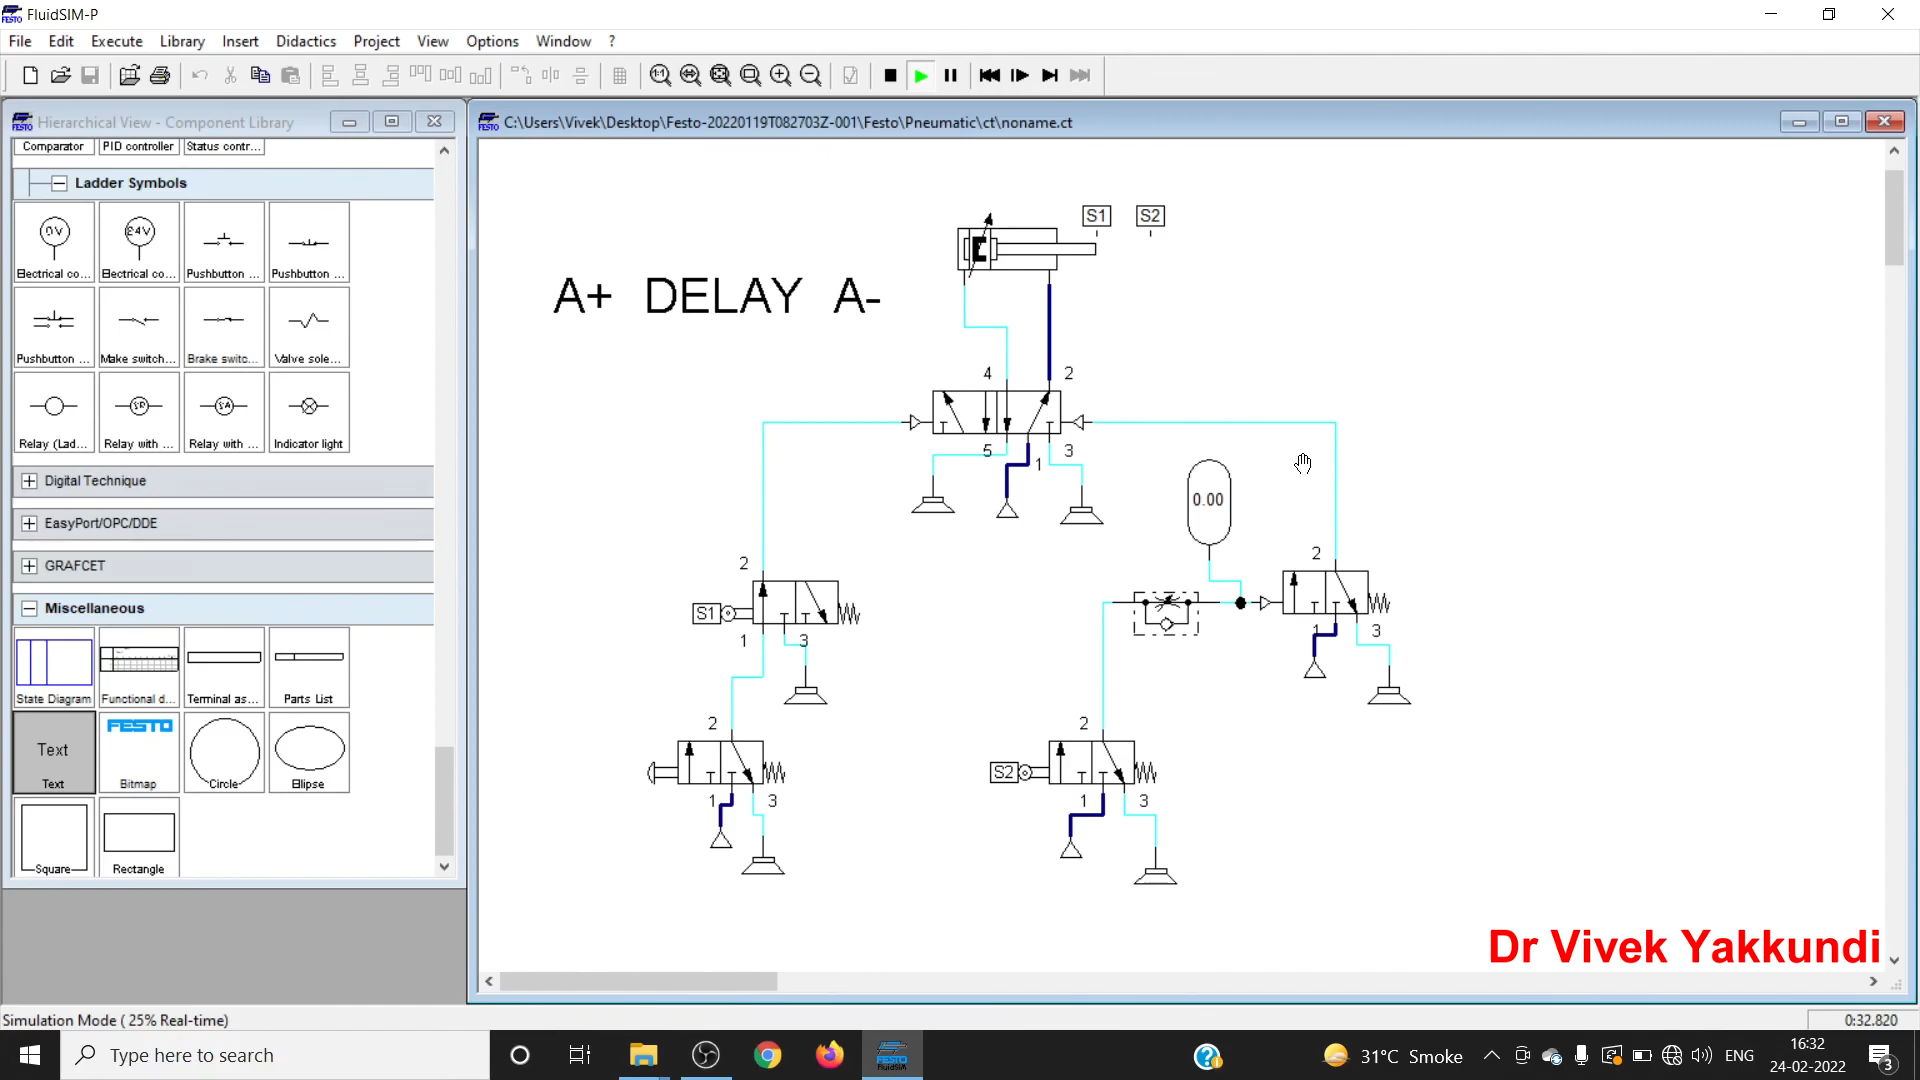 FluidSIM-P
File Edit Execute Library Insert Didactics Project View Options Window ?
Hierarchical View - Component Library
Comparator PID controller Status contr...
Ladder Symbols
0V 24V
Electrical co... Electrical co... Pushbutton ... Pushbutton ...
Pushbutton ... Make switch... Brake switc... Valve sole...
Relay (Lad... Relay with ... Relay with ... Indicator light
Digital Technique
EasyPort/OPC/DDE
GRAFCET
Miscellaneous
State Diagram Functional d... Terminal as... Parts List
Text FESTO
Text Bitmap Circle Ellipse
Square Rectangle
C:\Users\Vivek\Desktop\Festo-20220119T082703Z-001\Festo\Pneumatic\ct\noname.ct
S1 S2
A+ DELAY A-
4 2
5 1 3
0.00
2 2
S1
1 3 1 3
2 2
S2
1 3 1 3
Dr Vivek Yakkundi
Simulation Mode ( 25% Real-time) 0:32.820
Type here to search
31°C Smoke ENG 16:32
24-02-2022 3